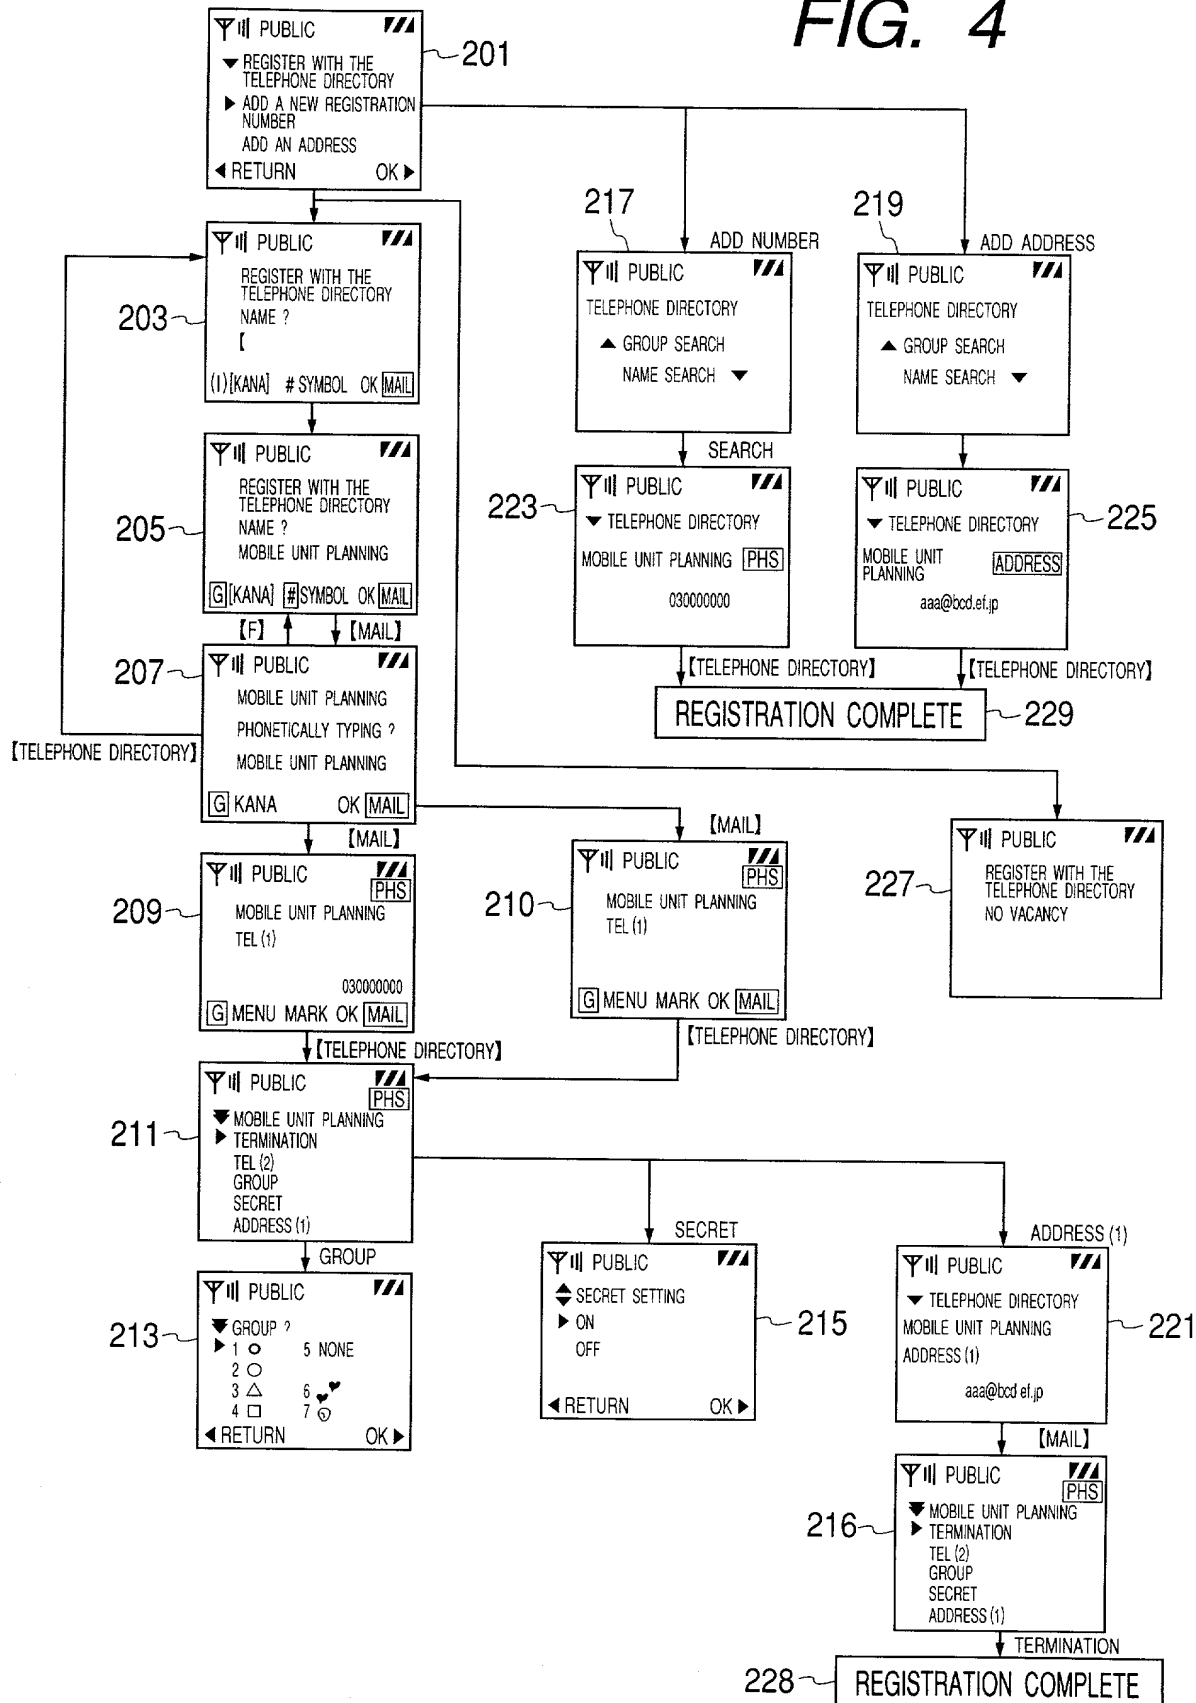 FIG. 4
PUBLIC
REGISTER WITH THE
TELEPHONE DIRECTORY
ADD A NEW REGISTRATION
NUMBER
ADD AN ADDRESS
RETURN OK
201
PUBLIC
REGISTER WITH THE
TELEPHONE DIRECTORY
NAME ?
[
(1)[KANA] # SYMBOL OK MAIL
203
PUBLIC
REGISTER WITH THE
TELEPHONE DIRECTORY
NAME ?
MOBILE UNIT PLANNING
G [KANA] # SYMBOL OK MAIL
205
【F】
【MAIL】
PUBLIC
MOBILE UNIT PLANNING
PHONETICALLY TYPING ?
MOBILE UNIT PLANNING
G KANA OK MAIL
207
【TELEPHONE DIRECTORY】
【MAIL】
PUBLIC
PHS
MOBILE UNIT PLANNING
TEL (1)
030000000
G MENU MARK OK MAIL
209
【TELEPHONE DIRECTORY】
【MAIL】
PUBLIC
PHS
MOBILE UNIT PLANNING
TEL (1)
G MENU MARK OK MAIL
210
【TELEPHONE DIRECTORY】
PUBLIC
PHS
MOBILE UNIT PLANNING
TERMINATION
TEL (2)
GROUP
SECRET
ADDRESS (1)
211
GROUP
PUBLIC
GROUP ?
1 5 NONE
2
3 6
4 7
RETURN OK
213
SECRET
PUBLIC
SECRET SETTING
ON
OFF
RETURN OK
215
217
ADD NUMBER
PUBLIC
TELEPHONE DIRECTORY
GROUP SEARCH
NAME SEARCH
SEARCH
PUBLIC
TELEPHONE DIRECTORY
MOBILE UNIT PLANNING PHS
030000000
223
【TELEPHONE DIRECTORY】
219
ADD ADDRESS
PUBLIC
TELEPHONE DIRECTORY
GROUP SEARCH
NAME SEARCH
PUBLIC
TELEPHONE DIRECTORY
MOBILE UNIT
PLANNING
ADDRESS
aaa@bcd.ef.jp
225
【TELEPHONE DIRECTORY】
REGISTRATION COMPLETE
229
PUBLIC
REGISTER WITH THE
TELEPHONE DIRECTORY
NO VACANCY
227
ADDRESS (1)
PUBLIC
TELEPHONE DIRECTORY
MOBILE UNIT PLANNING
ADDRESS (1)
aaa@bcd ef.jp
221
【MAIL】
PUBLIC
PHS
MOBILE UNIT PLANNING
TERMINATION
TEL (2)
GROUP
SECRET
ADDRESS (1)
216
TERMINATION
REGISTRATION COMPLETE
228